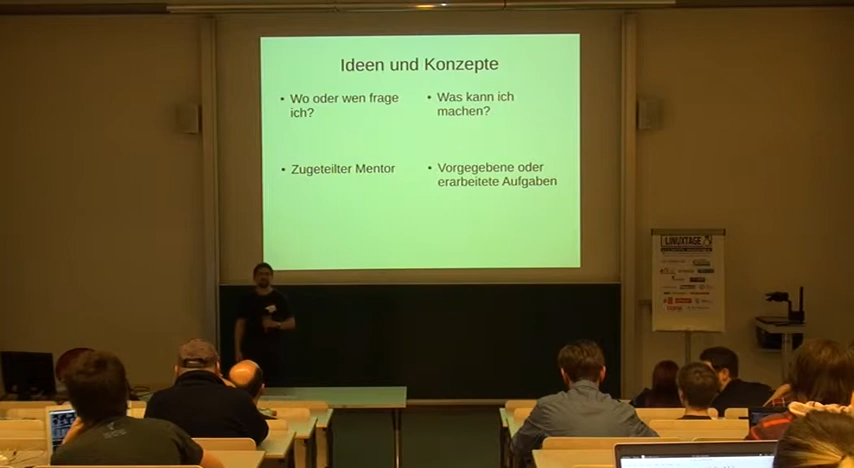 Ideen und Konzepte
• Wo oder wen frage
ich?
• Zugeteilter Mentor
• Was kann ich
machen?
• Vorgegebene oder
erarbeitete Aufgaben
LINUXTAGE